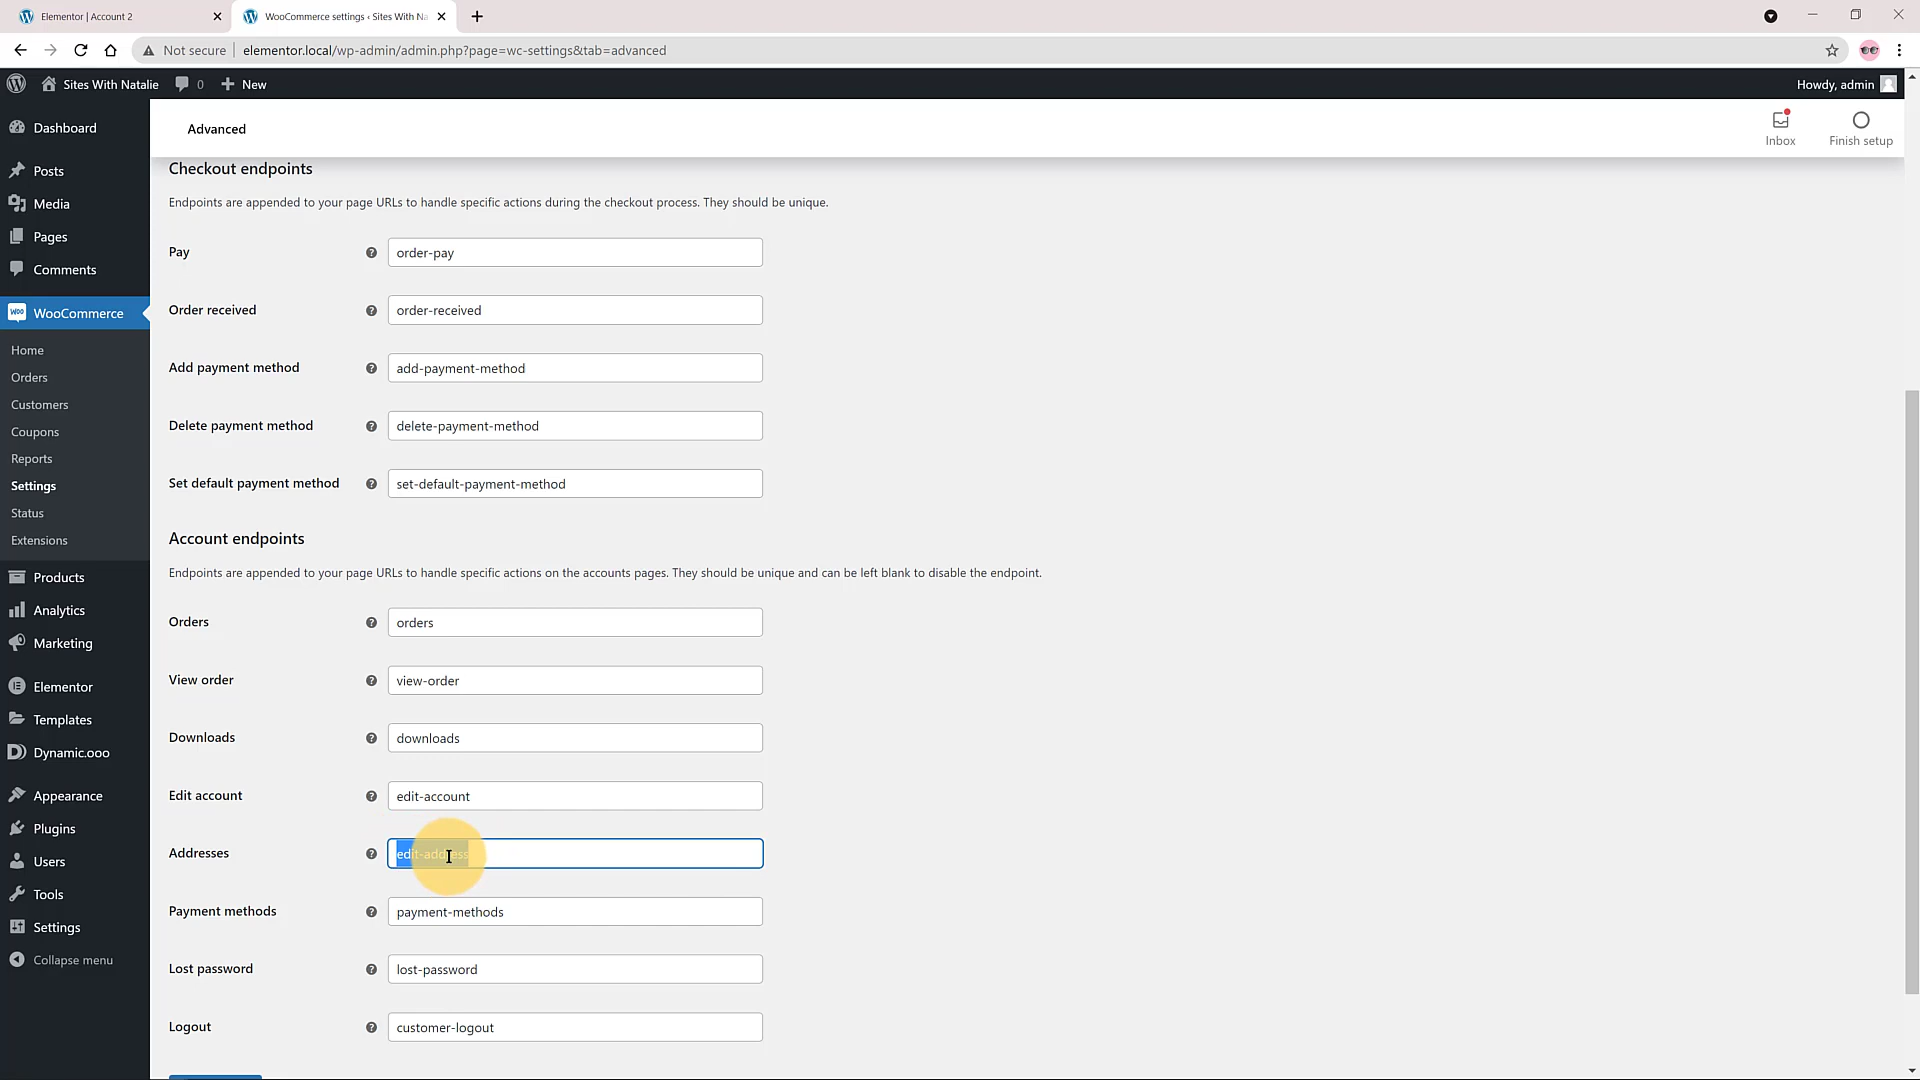 Elementor | Account 2
WooCommerce settings ‹ Sites With Na
Not secure
elementor.local/wp-admin/admin.php?page=wc-settings&tab=advanced
Sites With Natalie
0
New
Howdy, admin
Dashboard
Posts
Media
Pages
Comments
WooCommerce
Home
Orders
Customers
Coupons
Reports
Settings
Status
Extensions
Products
Analytics
Marketing
Elementor
Templates
Dynamic.ooo
Appearance
Plugins
Users
Tools
Settings
Collapse menu
Advanced
Inbox
Finish setup
Checkout endpoints
Endpoints are appended to your page URLs to handle specific actions during the checkout process. They should be unique.
Pay
order-pay
Order received
order-received
Add payment method
add-payment-method
Delete payment method
delete-payment-method
Set default payment method
set-default-payment-method
Account endpoints
Endpoints are appended to your page URLs to handle specific actions on the accounts pages. They should be unique and can be left blank to disable the endpoint.
Orders
orders
View order
view-order
Downloads
downloads
Edit account
edit-account
Addresses
edit-address
Payment methods
payment-methods
Lost password
lost-password
Logout
customer-logout